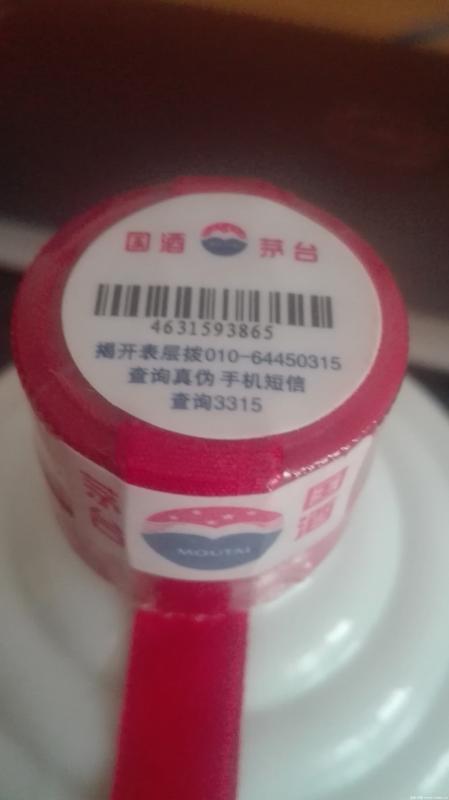 国酒 茅台
4631593865
揭开表层拨010-64450315
查询真伪 手机短信
查询3315
茅台
国酒
MOUTAI